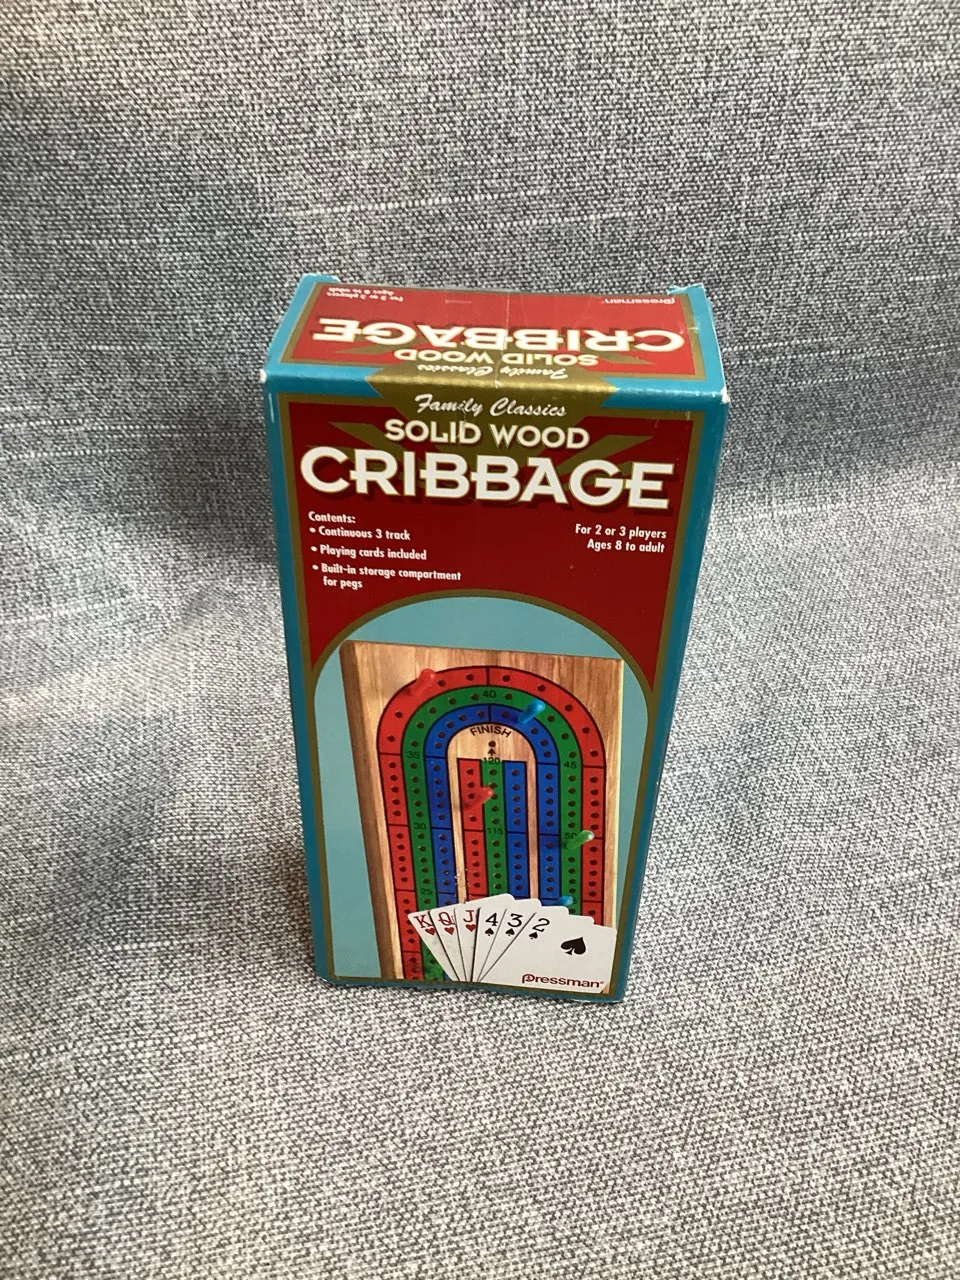 For 2 or 3 players
Ages 8 to adult
Pressman
CRIBBAGE
SOLID WOOD
Family Classics
Family Classics
SOLID WOOD
CRIBBAGE
Contents:
• Continuous 3 track
• Playing cards included
• Built-in storage compartment
for pegs
For 2 or 3 players
Ages 8 to adult
40
FINISH
35
120
45
30
115
50
25
K Q J 4 3 2
Pressman®